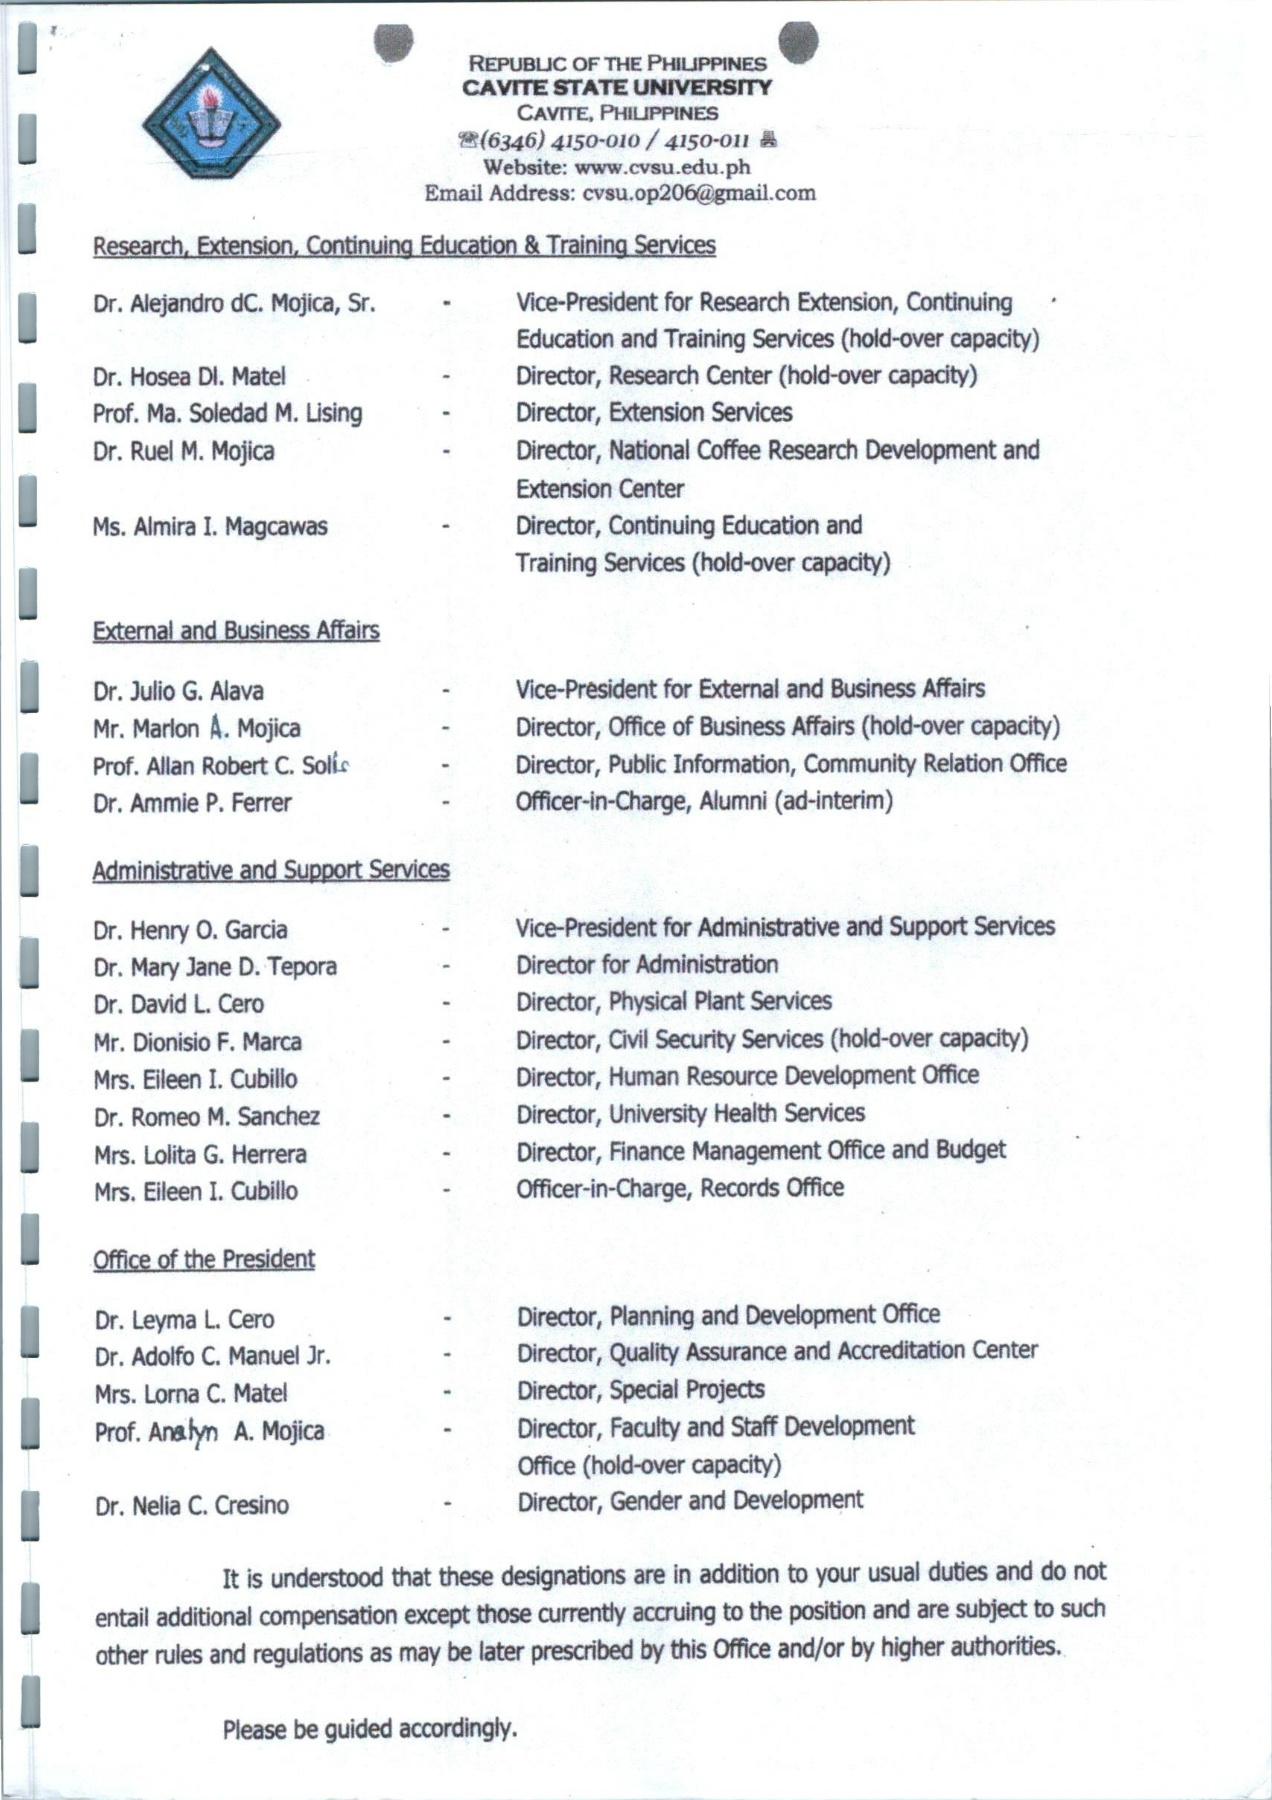 REPUBLIC OF THE PHILIPPINES
CAVITE STATE UNIVERSITY
CAVITE, PHILIPPINES
☎(6346) 4150-010 / 4150-011
Website: www.cvsu.edu.ph
Email Address: cvsu.op206@gmail.com
Research, Extension, Continuing Education & Training Services
Dr. Alejandro dC. Mojica, Sr. - Vice-President for Research Extension, Continuing
Education and Training Services (hold-over capacity)
Dr. Hosea Dl. Matel - Director, Research Center (hold-over capacity)
Prof. Ma. Soledad M. Lising - Director, Extension Services
Dr. Ruel M. Mojica - Director, National Coffee Research Development and
Extension Center
Ms. Almira I. Magcawas - Director, Continuing Education and
Training Services (hold-over capacity)
External and Business Affairs
Dr. Julio G. Alava - Vice-President for External and Business Affairs
Mr. Marlon A. Mojica - Director, Office of Business Affairs (hold-over capacity)
Prof. Allan Robert C. Solis - Director, Public Information, Community Relation Office
Dr. Ammie P. Ferrer - Officer-in-Charge, Alumni (ad-interim)
Administrative and Support Services
Dr. Henry O. Garcia - Vice-President for Administrative and Support Services
Dr. Mary Jane D. Tepora - Director for Administration
Dr. David L. Cero - Director, Physical Plant Services
Mr. Dionisio F. Marca - Director, Civil Security Services (hold-over capacity)
Mrs. Eileen I. Cubillo - Director, Human Resource Development Office
Dr. Romeo M. Sanchez - Director, University Health Services
Mrs. Lolita G. Herrera - Director, Finance Management Office and Budget
Mrs. Eileen I. Cubillo - Officer-in-Charge, Records Office
Office of the President
Dr. Leyma L. Cero - Director, Planning and Development Office
Dr. Adolfo C. Manuel Jr. - Director, Quality Assurance and Accreditation Center
Mrs. Lorna C. Matel - Director, Special Projects
Prof. Analyn A. Mojica - Director, Faculty and Staff Development
Office (hold-over capacity)
Dr. Nelia C. Cresino - Director, Gender and Development
It is understood that these designations are in addition to your usual duties and do not
entail additional compensation except those currently accruing to the position and are subject to such
other rules and regulations as may be later prescribed by this Office and/or by higher authorities.
Please be guided accordingly.